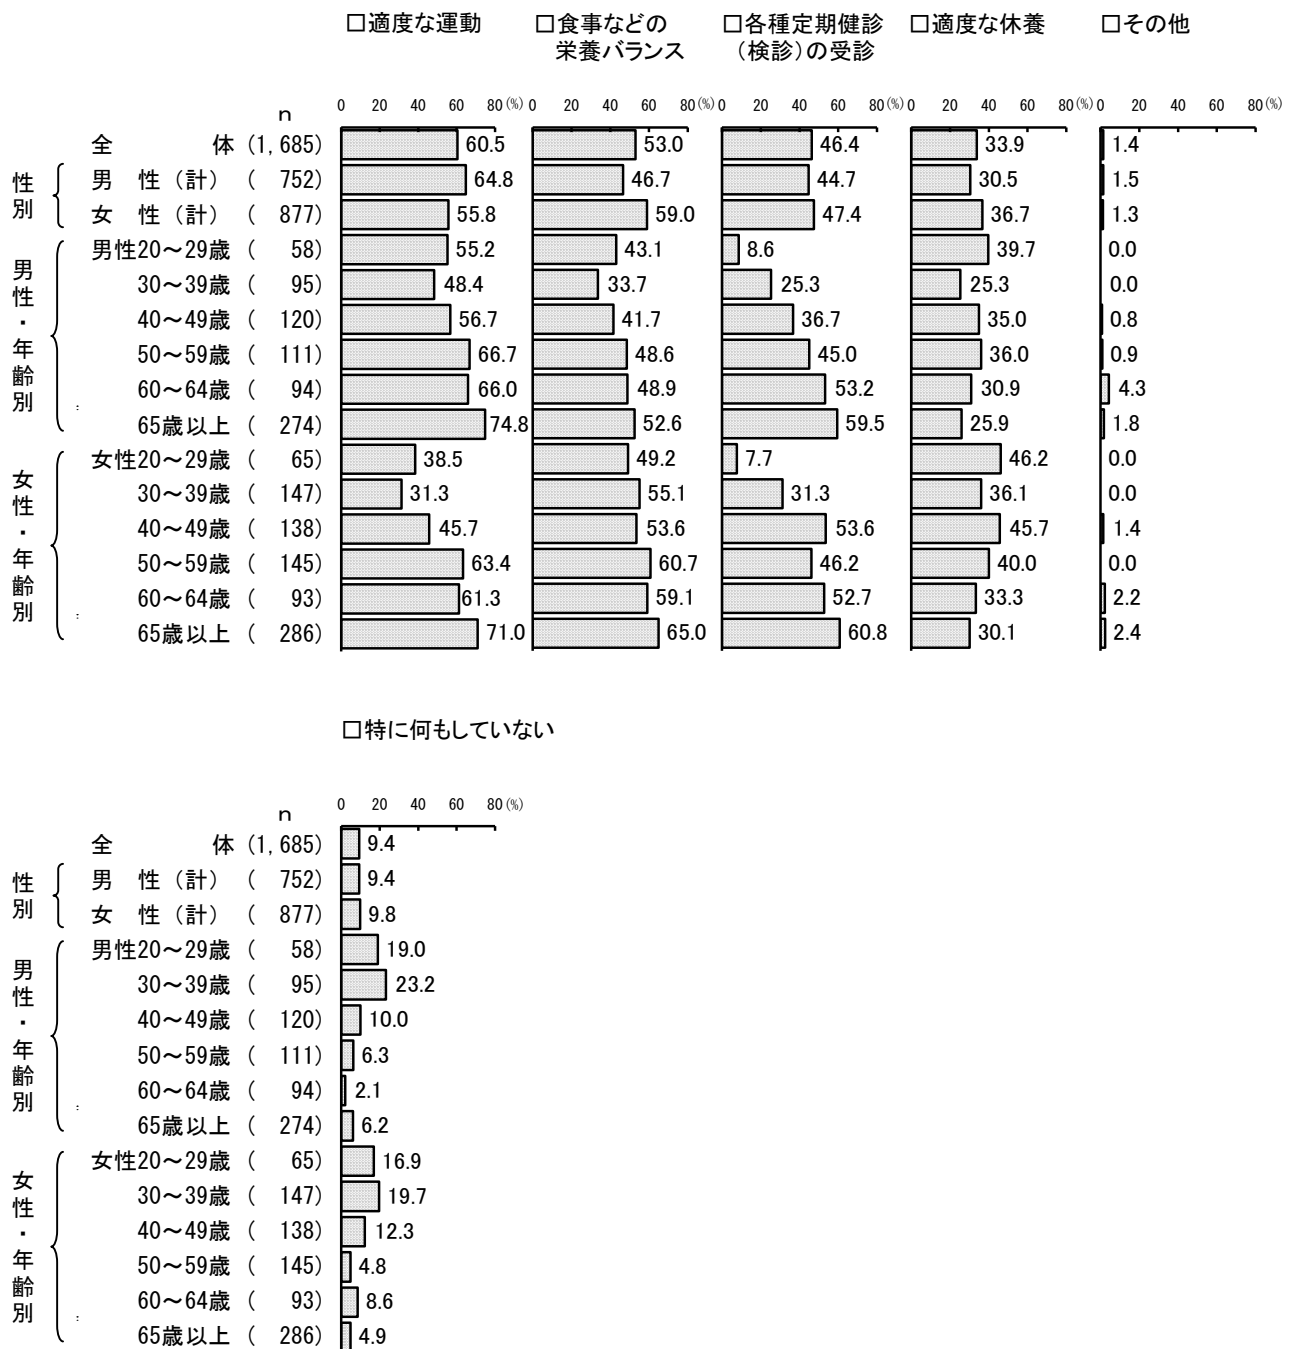 □適度な運動 □食事などの □各種定期健診 □適度な休養 □その他
栄養バランス （検診）の受診
n 0 20 40 60 80(%) 0 20 40 60 80(%) 0 20 40 60 80(%) 0 20 40 60 80(%) 0 20 40 60 80(%)
全 体 (1,685) 60.5 53.0 46.4 33.9 1.4
性別
男 性（計） ( 752) 64.8 46.7 44.7 30.5 1.5
女 性（計） ( 877) 55.8 59.0 47.4 36.7 1.3
男性・年齢別
男性20～29歳 ( 58) 55.2 43.1 8.6 39.7 0.0
30～39歳 ( 95) 48.4 33.7 25.3 25.3 0.0
40～49歳 ( 120) 56.7 41.7 36.7 35.0 0.8
50～59歳 ( 111) 66.7 48.6 45.0 36.0 0.9
60～64歳 ( 94) 66.0 48.9 53.2 30.9 4.3
65歳以上 ( 274) 74.8 52.6 59.5 25.9 1.8
女性・年齢別
女性20～29歳 ( 65) 38.5 49.2 7.7 46.2 0.0
30～39歳 ( 147) 31.3 55.1 31.3 36.1 0.0
40～49歳 ( 138) 45.7 53.6 53.6 45.7 1.4
50～59歳 ( 145) 63.4 60.7 46.2 40.0 0.0
60～64歳 ( 93) 61.3 59.1 52.7 33.3 2.2
65歳以上 ( 286) 71.0 65.0 60.8 30.1 2.4
□特に何もしていない
n 0 20 40 60 80(%)
全 体 (1,685) 9.4
性別
男 性（計） ( 752) 9.4
女 性（計） ( 877) 9.8
男性・年齢別
男性20～29歳 ( 58) 19.0
30～39歳 ( 95) 23.2
40～49歳 ( 120) 10.0
50～59歳 ( 111) 6.3
60～64歳 ( 94) 2.1
65歳以上 ( 274) 6.2
女性・年齢別
女性20～29歳 ( 65) 16.9
30～39歳 ( 147) 19.7
40～49歳 ( 138) 12.3
50～59歳 ( 145) 4.8
60～64歳 ( 93) 8.6
65歳以上 ( 286) 4.9